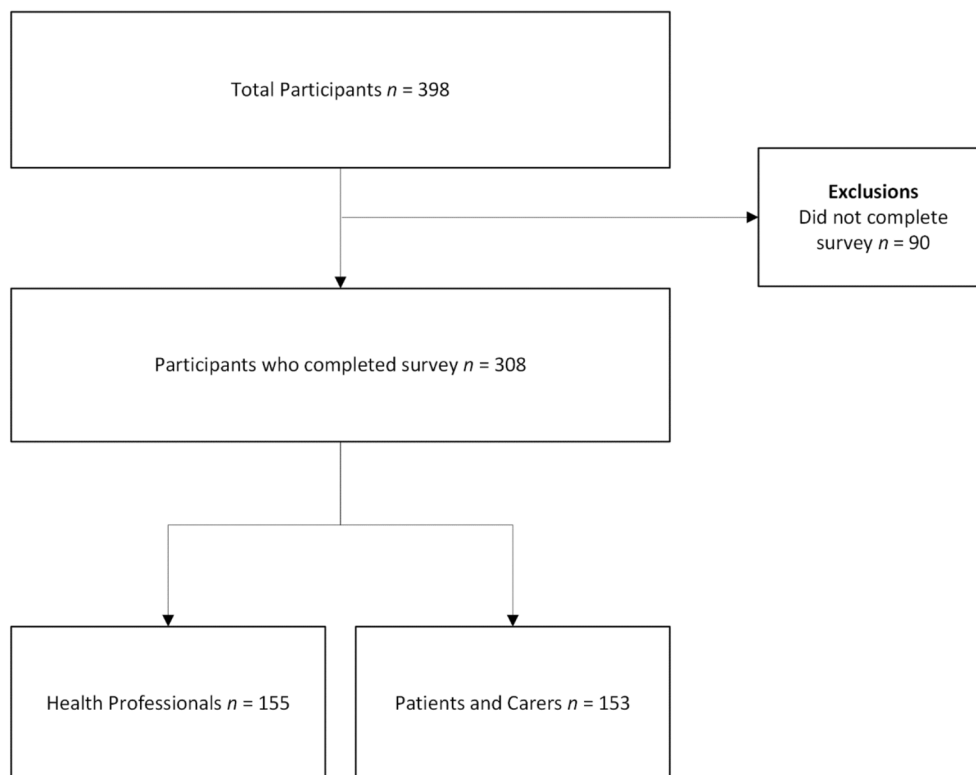 Total Participants n = 398
Exclusions
Did not complete
survey n = 90
Participants who completed survey n = 308
Health Professionals n = 155
Patients and Carers n = 153